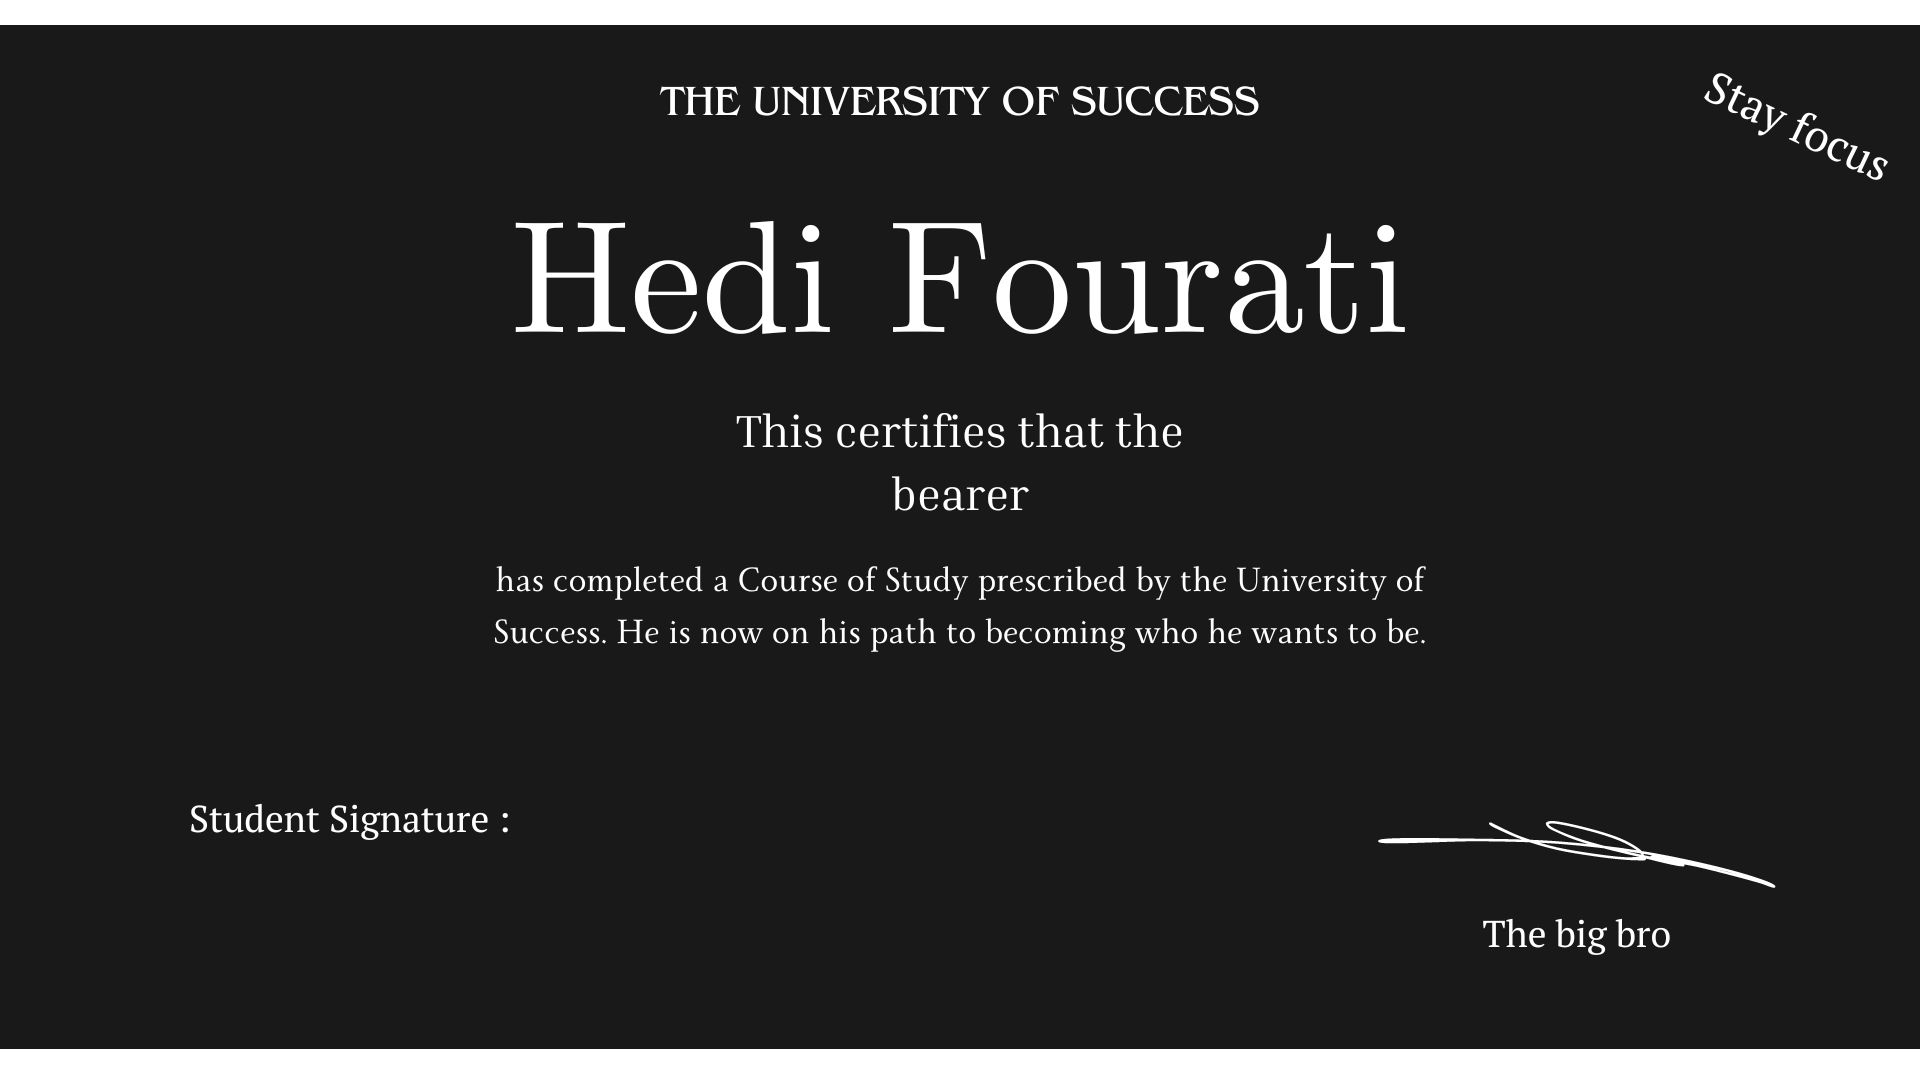 THE UNIVERSITY OF SUCCESS
Stay focus
Hedi Fourati
This certifies that the
bearer
has completed a Course of Study prescribed by the University of
Success. He is now on his path to becoming who he wants to be.
Student Signature :
The big bro